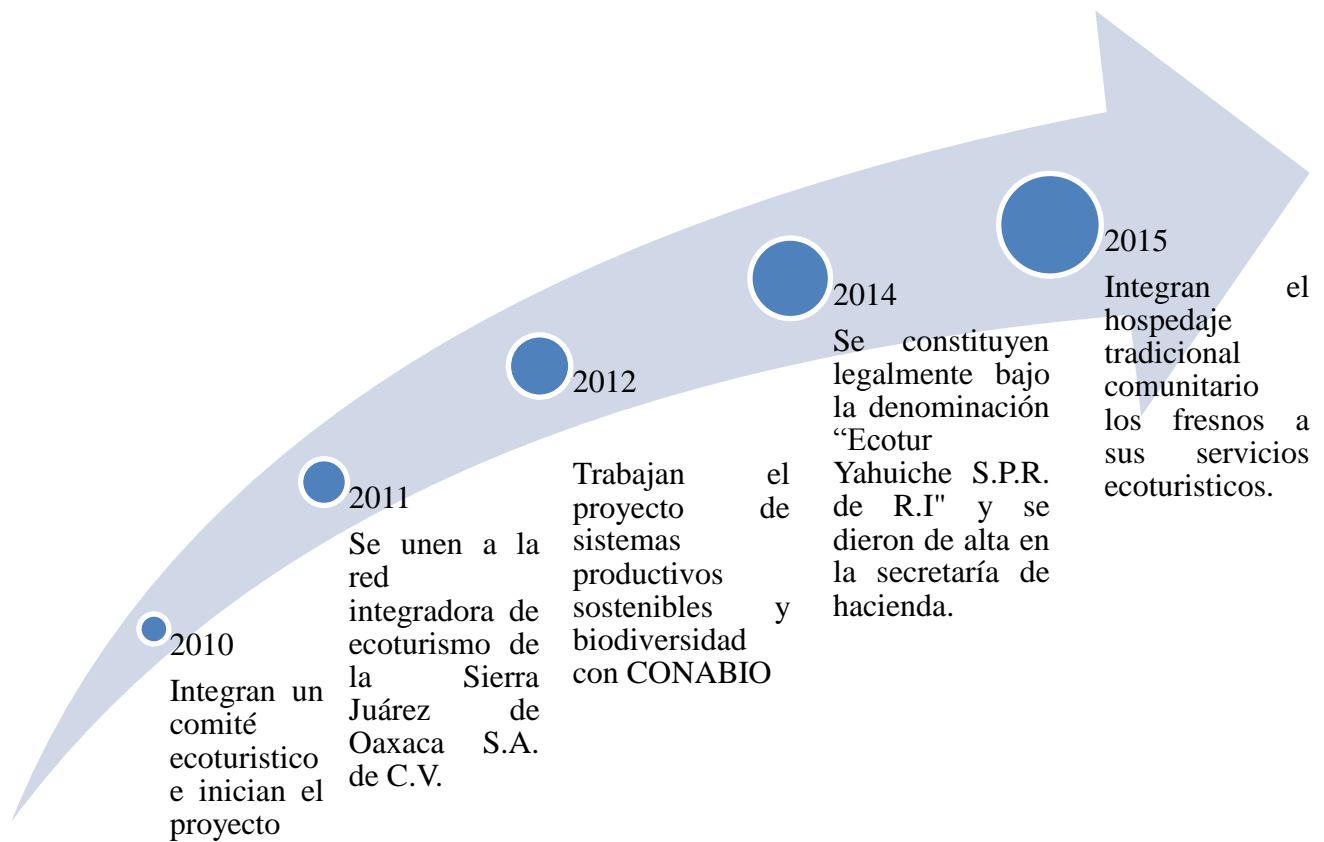 2010
Integran un
comité
ecoturistico
e inician el
proyecto
2011
Se unen a la
red
integradora de
ecoturismo de
la Sierra
Juárez de
Oaxaca S.A.
de C.V.
2012
Trabajan el
proyecto de
sistemas
productivos
sostenibles y
biodiversidad
con CONABIO
2014
Se constituyen
legalmente bajo
la denominación
“Ecotur
Yahuiche S.P.R.
de R.I" y se
dieron de alta en
la secretaría de
hacienda.
2015
Integran el
hospedaje
tradicional
comunitario
los fresnos a
sus servicios
ecoturisticos.